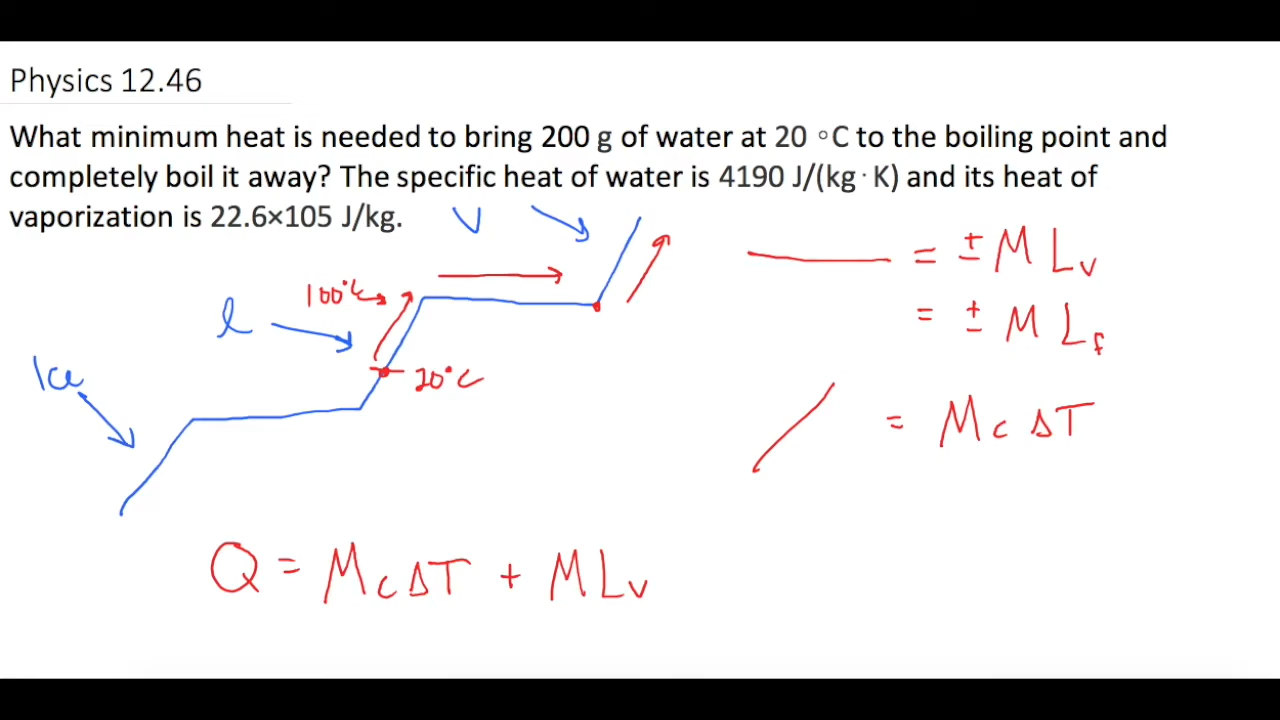 Physics 12.46
What minimum heat is needed to bring 200 g of water at 20 ∘C to the boiling point and
completely boil it away? The specific heat of water is 4190 J/(kg⋅K) and its heat of
vaporization is 22.6×105 J/kg.
V
= ± M Lv
100°C
l
= ± M Lf
Ice
20°C
= Mc ΔT
Q = Mc ΔT + M Lv